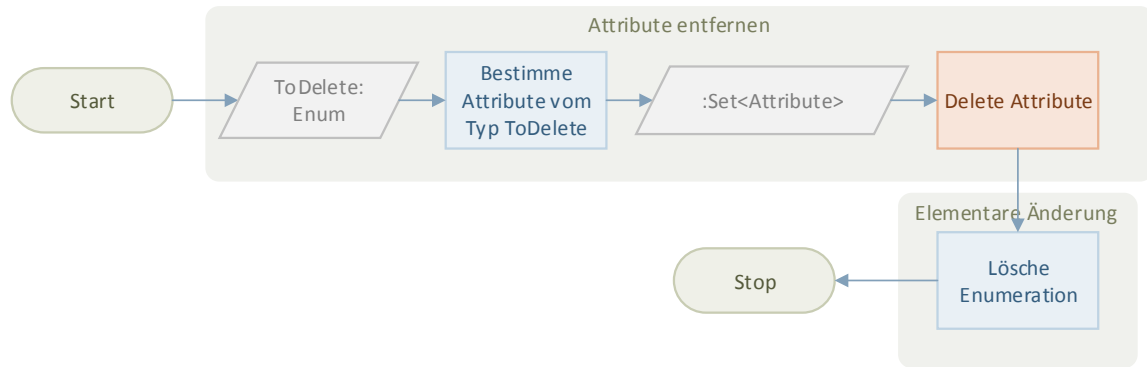 Attribute entfernen
Start
ToDelete:
Enum
Bestimme
Attribute vom
Typ ToDelete
:Set<Attribute>
Delete Attribute
Elementare Änderung
Lösche
Enumeration
Stop